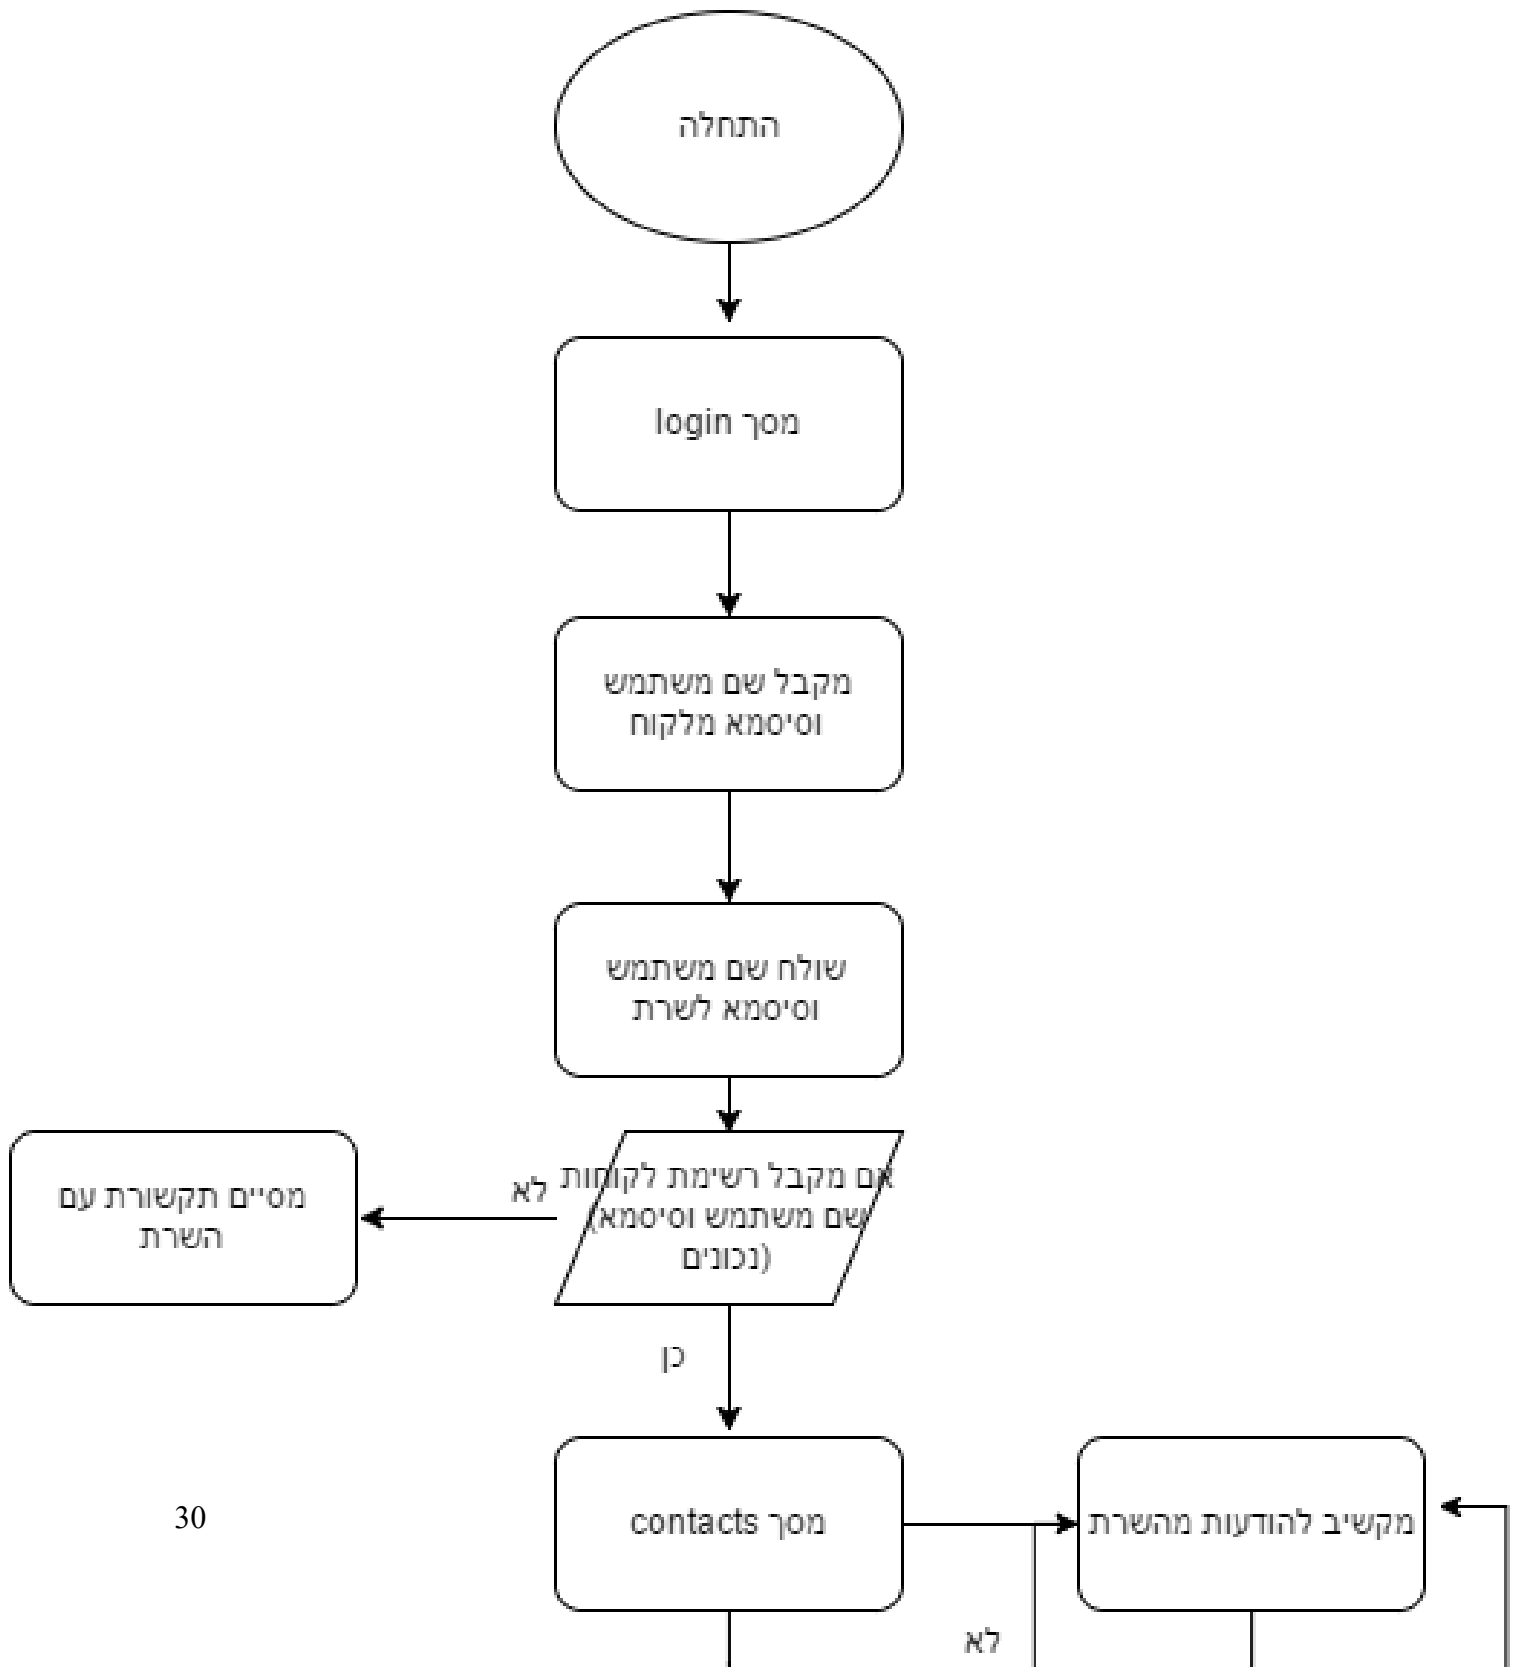 התחלה
מסך login
מקבל שם משתמש
וסיסמא מלקוח
שולח שם משתמש
וסיסמא לשרת
אם מקבל רשימת לקוחות
(שם משתמש וסיסמא
נכונים)
לא
מסיים תקשורת עם
השרת
כן
מסך contacts
מקשיב להודעות מהשרת
לא
30